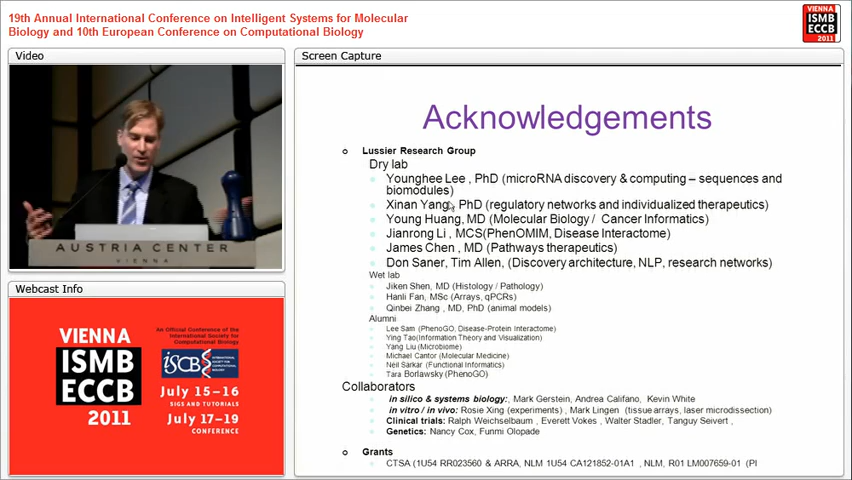 19th Annual International Conference on Intelligent Systems for Molecular
Biology and 10th European Conference on Computational Biology
VIENNA
ISMB
ECCB
2011
Video
AUSTRIA CENTER
VIENNA
Webcast Info
VIENNA
ISMB
ECCB
2011
An Official Conference of the
International Society for
Computational Biology
ISCB
INTERNATIONAL
SOCIETY FOR
COMPUTATIONAL
BIOLOGY
July 15–16
SIGS AND TUTORIALS
July 17–19
CONFERENCE
Screen Capture
Acknowledgements
Lussier Research Group
Dry lab
Younghee Lee , PhD (microRNA discovery & computing – sequences and
biomodules)
Xinan Yang, PhD (regulatory networks and individualized therapeutics)
Young Huang, MD (Molecular Biology / Cancer Informatics)
Jianrong Li , MCS(PhenOMIM, Disease Interactome)
James Chen , MD (Pathways therapeutics)
Don Saner, Tim Allen, (Discovery architecture, NLP, research networks)
Wet lab
Jiken Shen, MD (Histology / Pathology)
Hanli Fan, MSc (Arrays, qPCRs)
Qinbei Zhang , MD, PhD (animal models)
Alumni
Lee Sam (PhenoGO, Disease-Protein Interactome)
Ying Tao(Information Theory and Visualization)
Yang Liu (Microbiome)
Michael Cantor (Molecular Medicine)
Neil Sarkar (Functional Informatics)
Tara Borlawsky (PhenoGO)
Collaborators
in silico & systems biology: , Mark Gerstein, Andrea Califano, Kevin White
in vitro / in vivo: Rosie Xing (experiments) , Mark Lingen (tissue arrays, laser microdissection)
Clinical trials: Ralph Weichselbaum , Everett Vokes , Walter Stadler, Tanguy Seivert ,
Genetics: Nancy Cox, Funmi Olopade
Grants
CTSA (1U54 RR023560 & ARRA, NLM 1U54 CA121852-01A1 , NLM, R01 LM007659-01 (PI